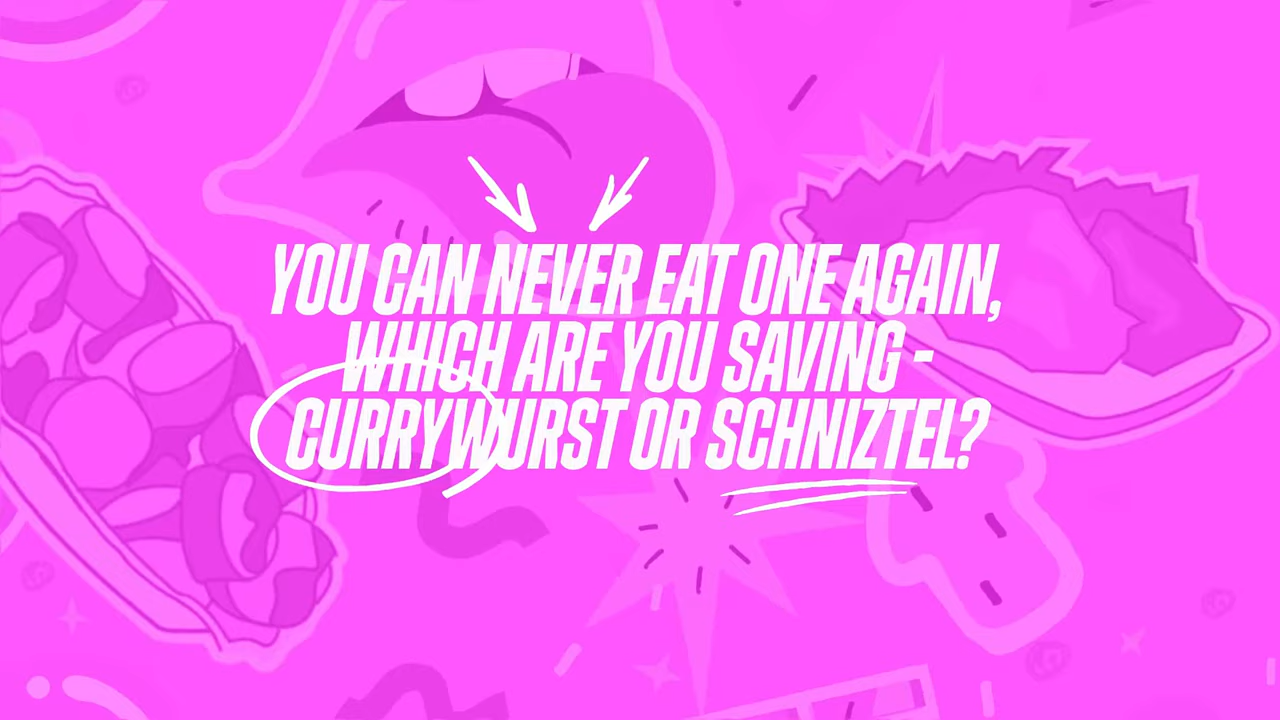 YOU CAN NEVER EAT ONE AGAIN,
WHICH ARE YOU SAVING -
CURRYWURST OR SCHNIZTEL?